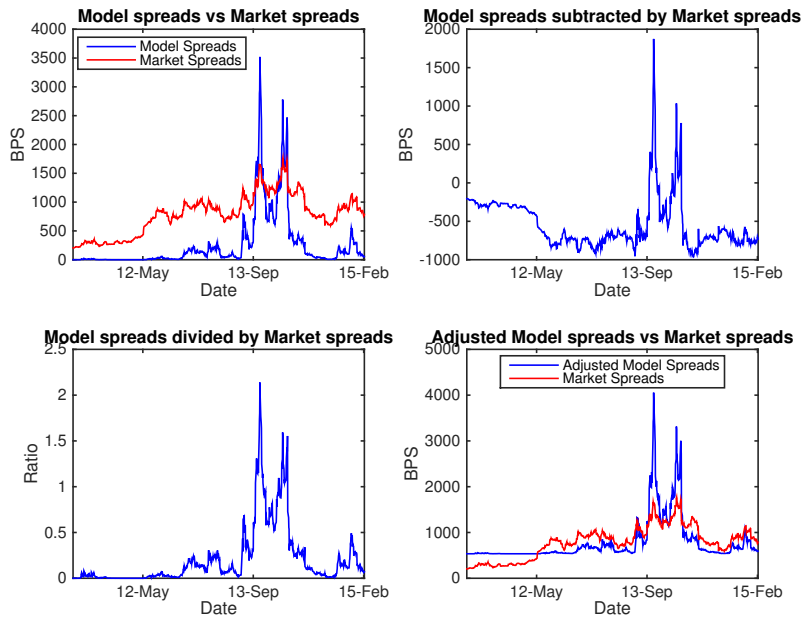 Model spreads vs Market spreads
4000
3500
3000
2500
2000
1500
1000
500
0
BPS
Model Spreads
Market Spreads
12-May
13-Sep
15-Feb
Date
Model spreads subtracted by Market spreads
2000
1500
1000
500
0
-500
-1000
BPS
12-May
13-Sep
15-Feb
Date
Model spreads divided by Market spreads
2.5
2
1.5
1
0.5
0
Ratio
12-May
13-Sep
15-Feb
Date
Adjusted Model spreads vs Market spreads
5000
4000
3000
2000
1000
0
BPS
Adjusted Model Spreads
Market Spreads
12-May
13-Sep
15-Feb
Date